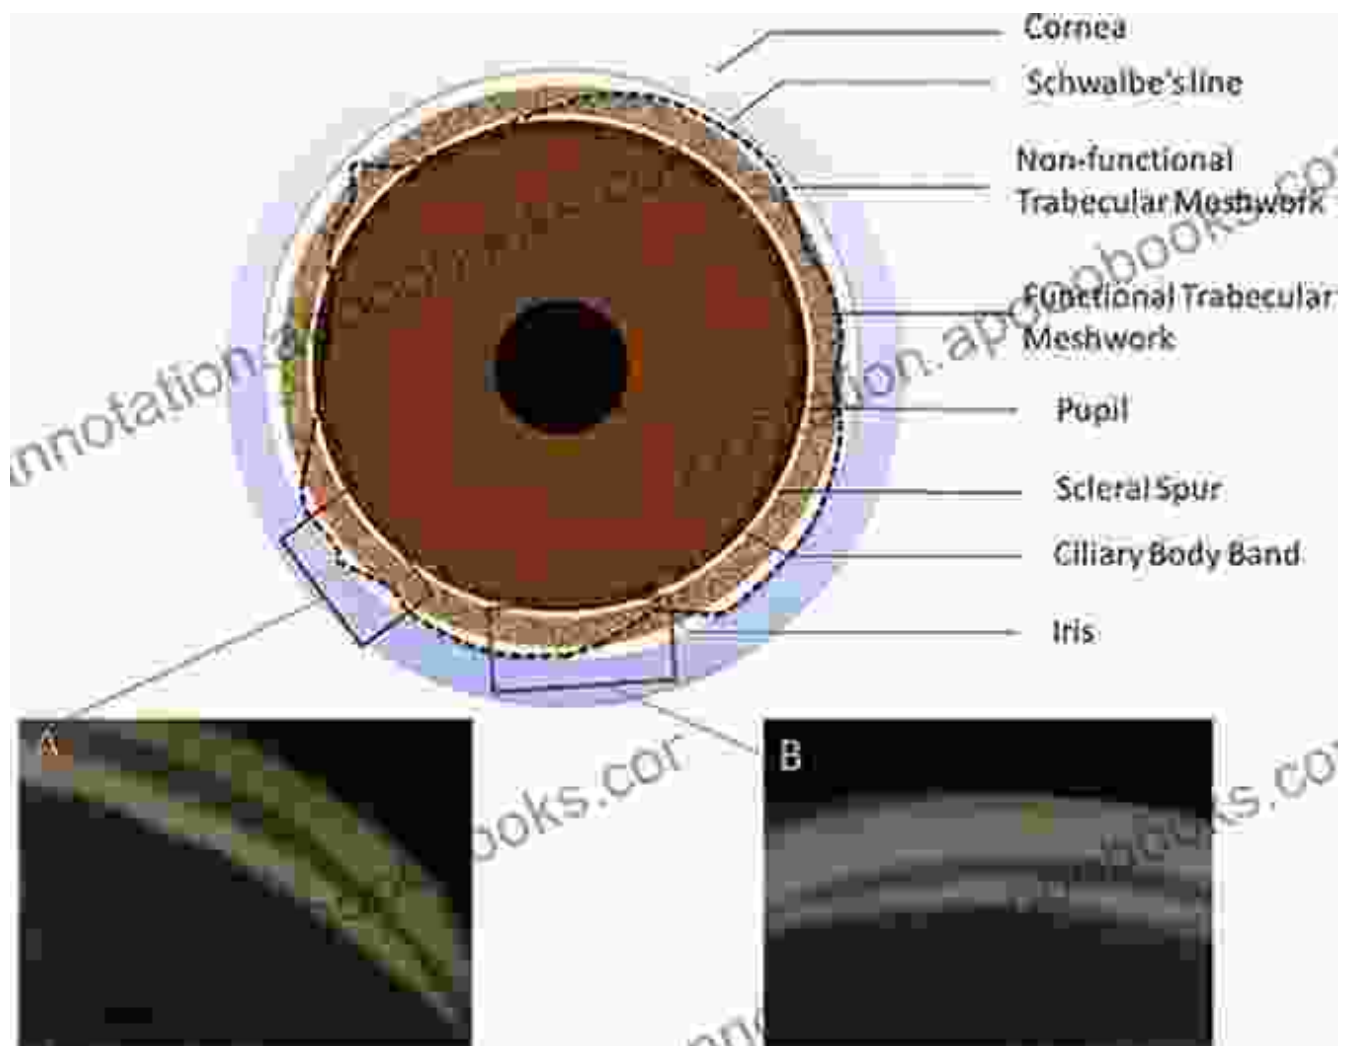 Cornea
Schwalbe's line
Non-functional
Trabecular Meshwork
Functional Trabecular
Meshwork
Pupil
Scleral Spur
Ciliary Body Band
Iris
A
B